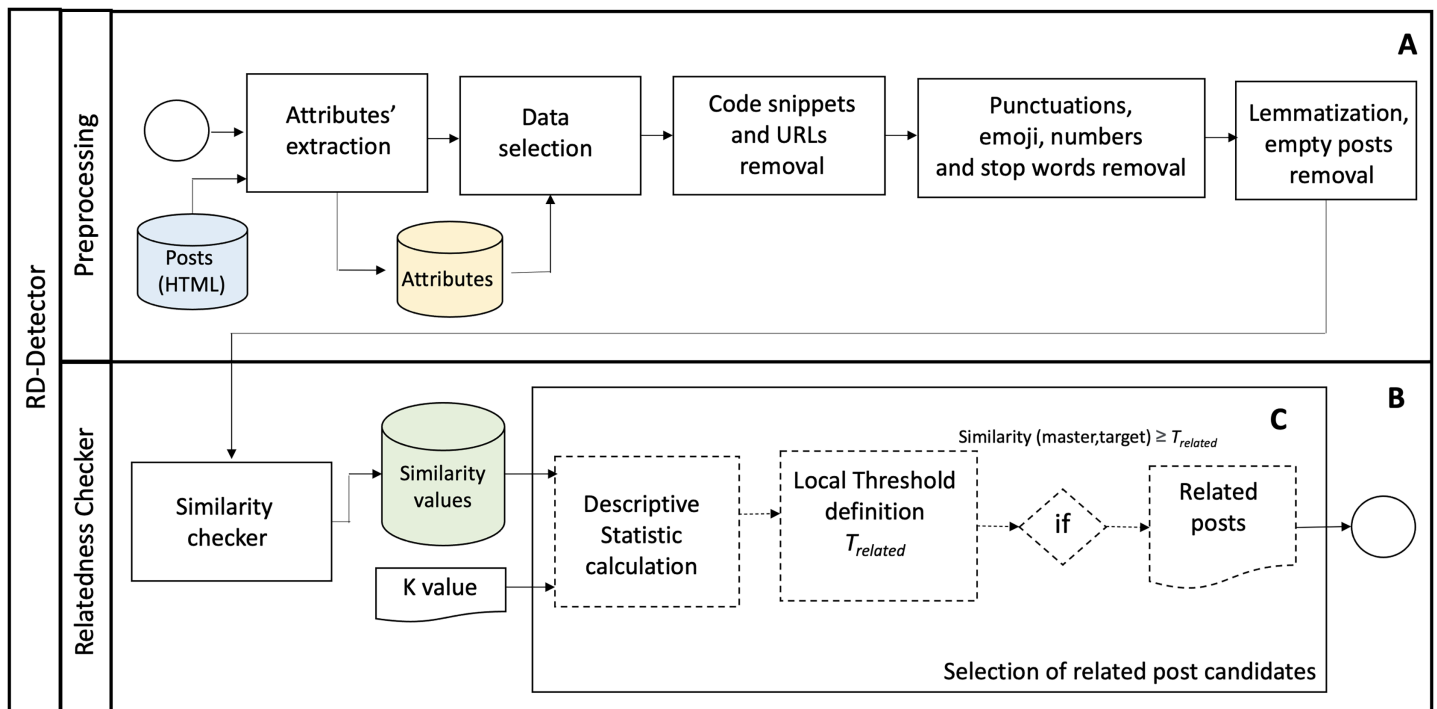 RD-Detector
Preprocessing
A
Attributes’
extraction
Data
selection
Code snippets
and URLs
removal
Punctuations,
emoji, numbers
and stop words removal
Lemmatization,
empty posts
removal
Posts
(HTML)
Attributes
Relatedness Checker
B
C
Similarity
checker
Similarity
values
K value
Descriptive
Statistic
calculation
Local Threshold
definition
Trelated
Similarity (master,target) ≥ Trelated
if
Related
posts
Selection of related post candidates